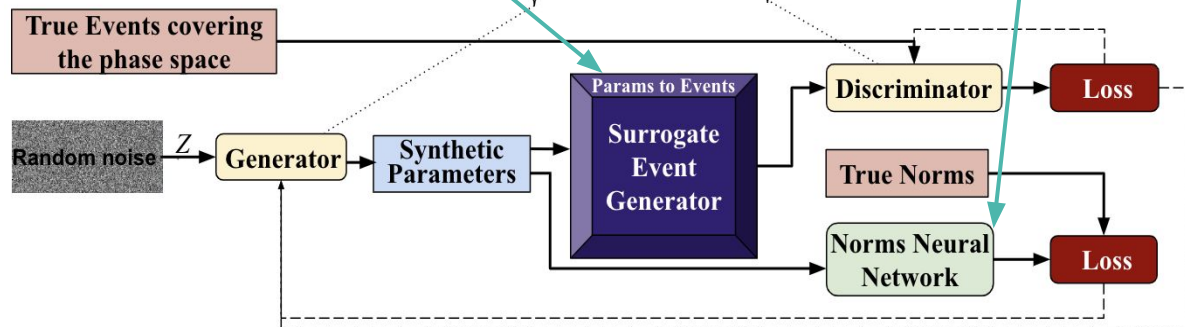 True Events covering
the phase space
Params to Events
Discriminator
Loss
Random noise
Z
Generator
Synthetic
Parameters
Surrogate
Event
Generator
True Norms
Norms Neural
Network
Loss